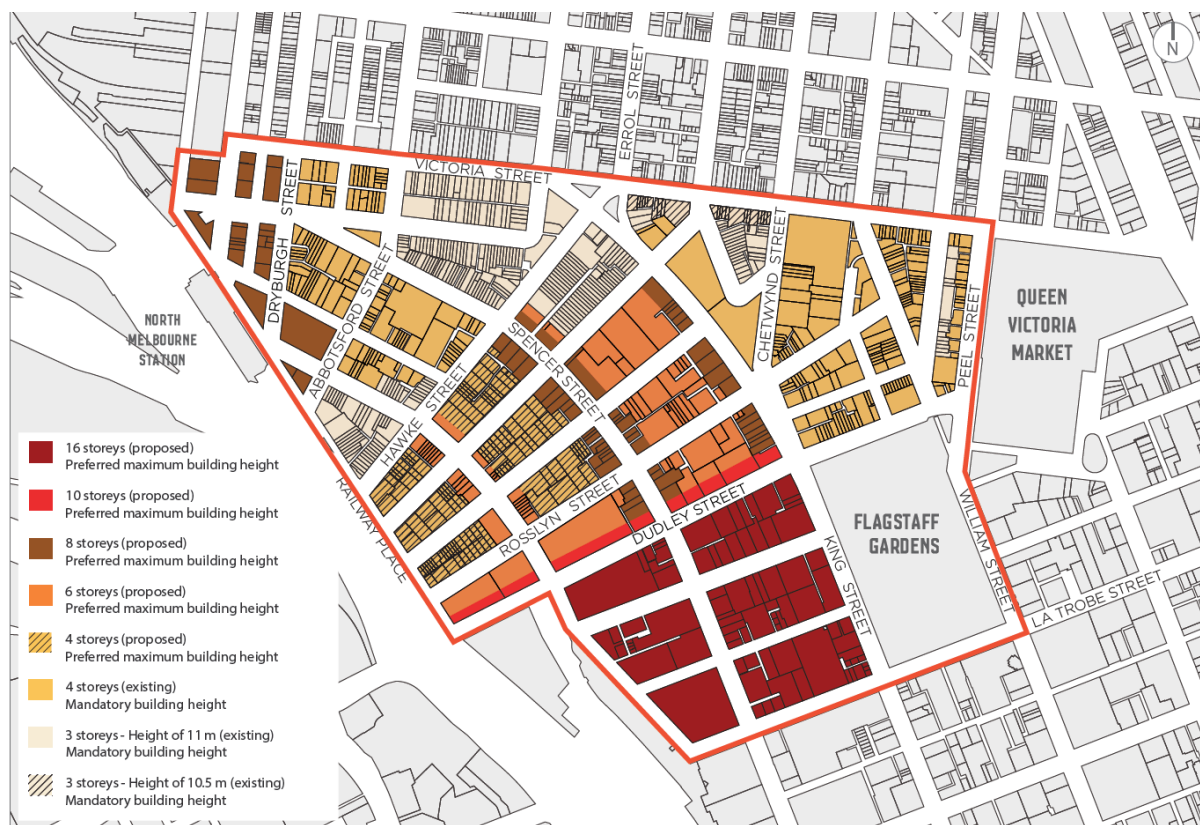 N
ERROL STREET
VICTORIA STREET
DRYBURGH STREET
ABBOTSFORD STREET
CHETWYND STREET
PEEL STREET
QUEEN
VICTORIA
MARKET
NORTH
MELBOURNE
STATION
SPENCER STREET
HAWKE STREET
RAILWAY PLACE
ROSSLYN STREET
DUDLEY STREET
KING STREET
FLAGSTAFF
GARDENS
WILLIAM STREET
LA TROBE STREET
16 storeys (proposed)
Preferred maximum building height
10 storeys (proposed)
Preferred maximum building height
8 storeys (proposed)
Preferred maximum building height
6 storeys (proposed)
Preferred maximum building height
4 storeys (proposed)
Preferred maximum building height
4 storeys (existing)
Mandatory building height
3 storeys - Height of 11 m (existing)
Mandatory building height
3 storeys - Height of 10.5 m (existing)
Mandatory building height